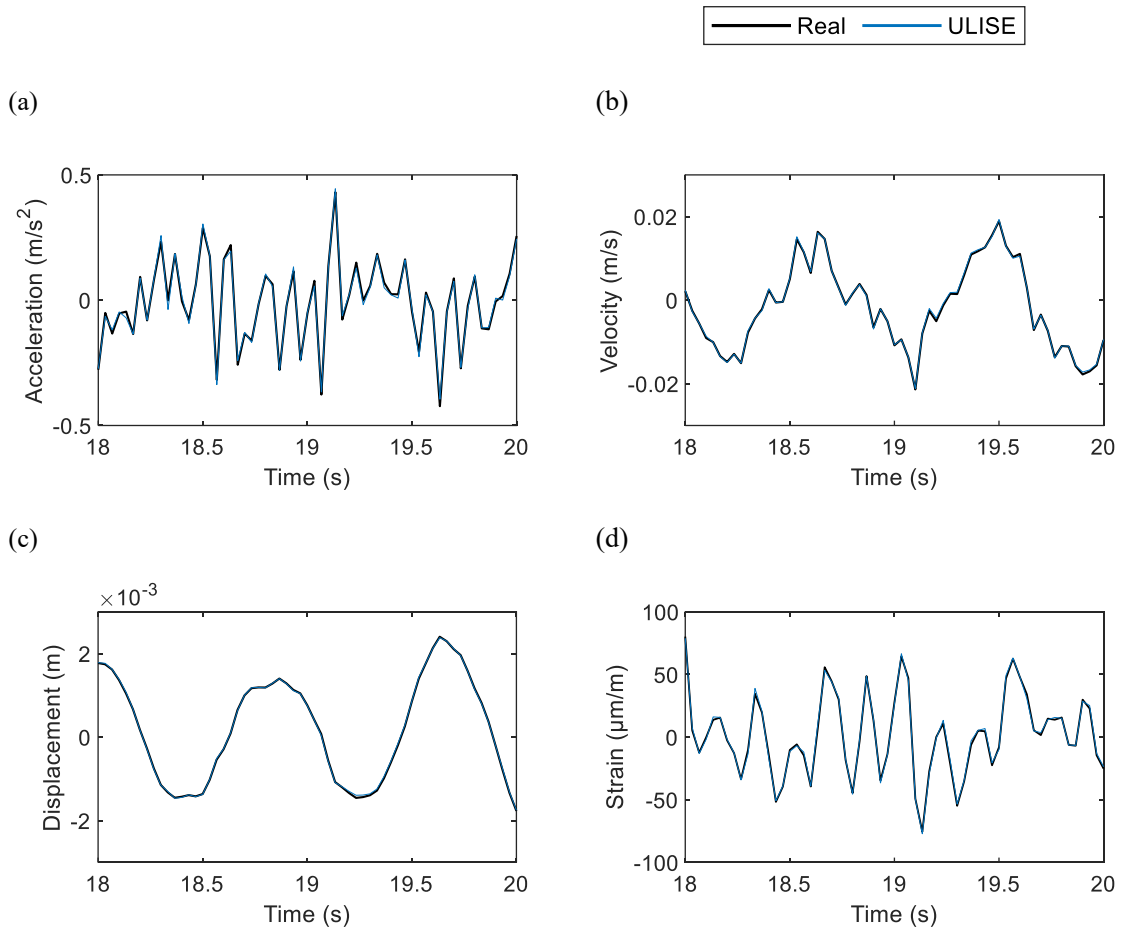 Real ULISE
(a)
(b)
Acceleration (m/s²)
0.5
0
-0.5
18 18.5 19 19.5 20
Time (s)
Velocity (m/s)
0.02
0
-0.02
18 18.5 19 19.5 20
Time (s)
(c)
(d)
×10⁻³
Displacement (m)
2
0
-2
18 18.5 19 19.5 20
Time (s)
Strain (μm/m)
100
50
0
-50
-100
18 18.5 19 19.5 20
Time (s)